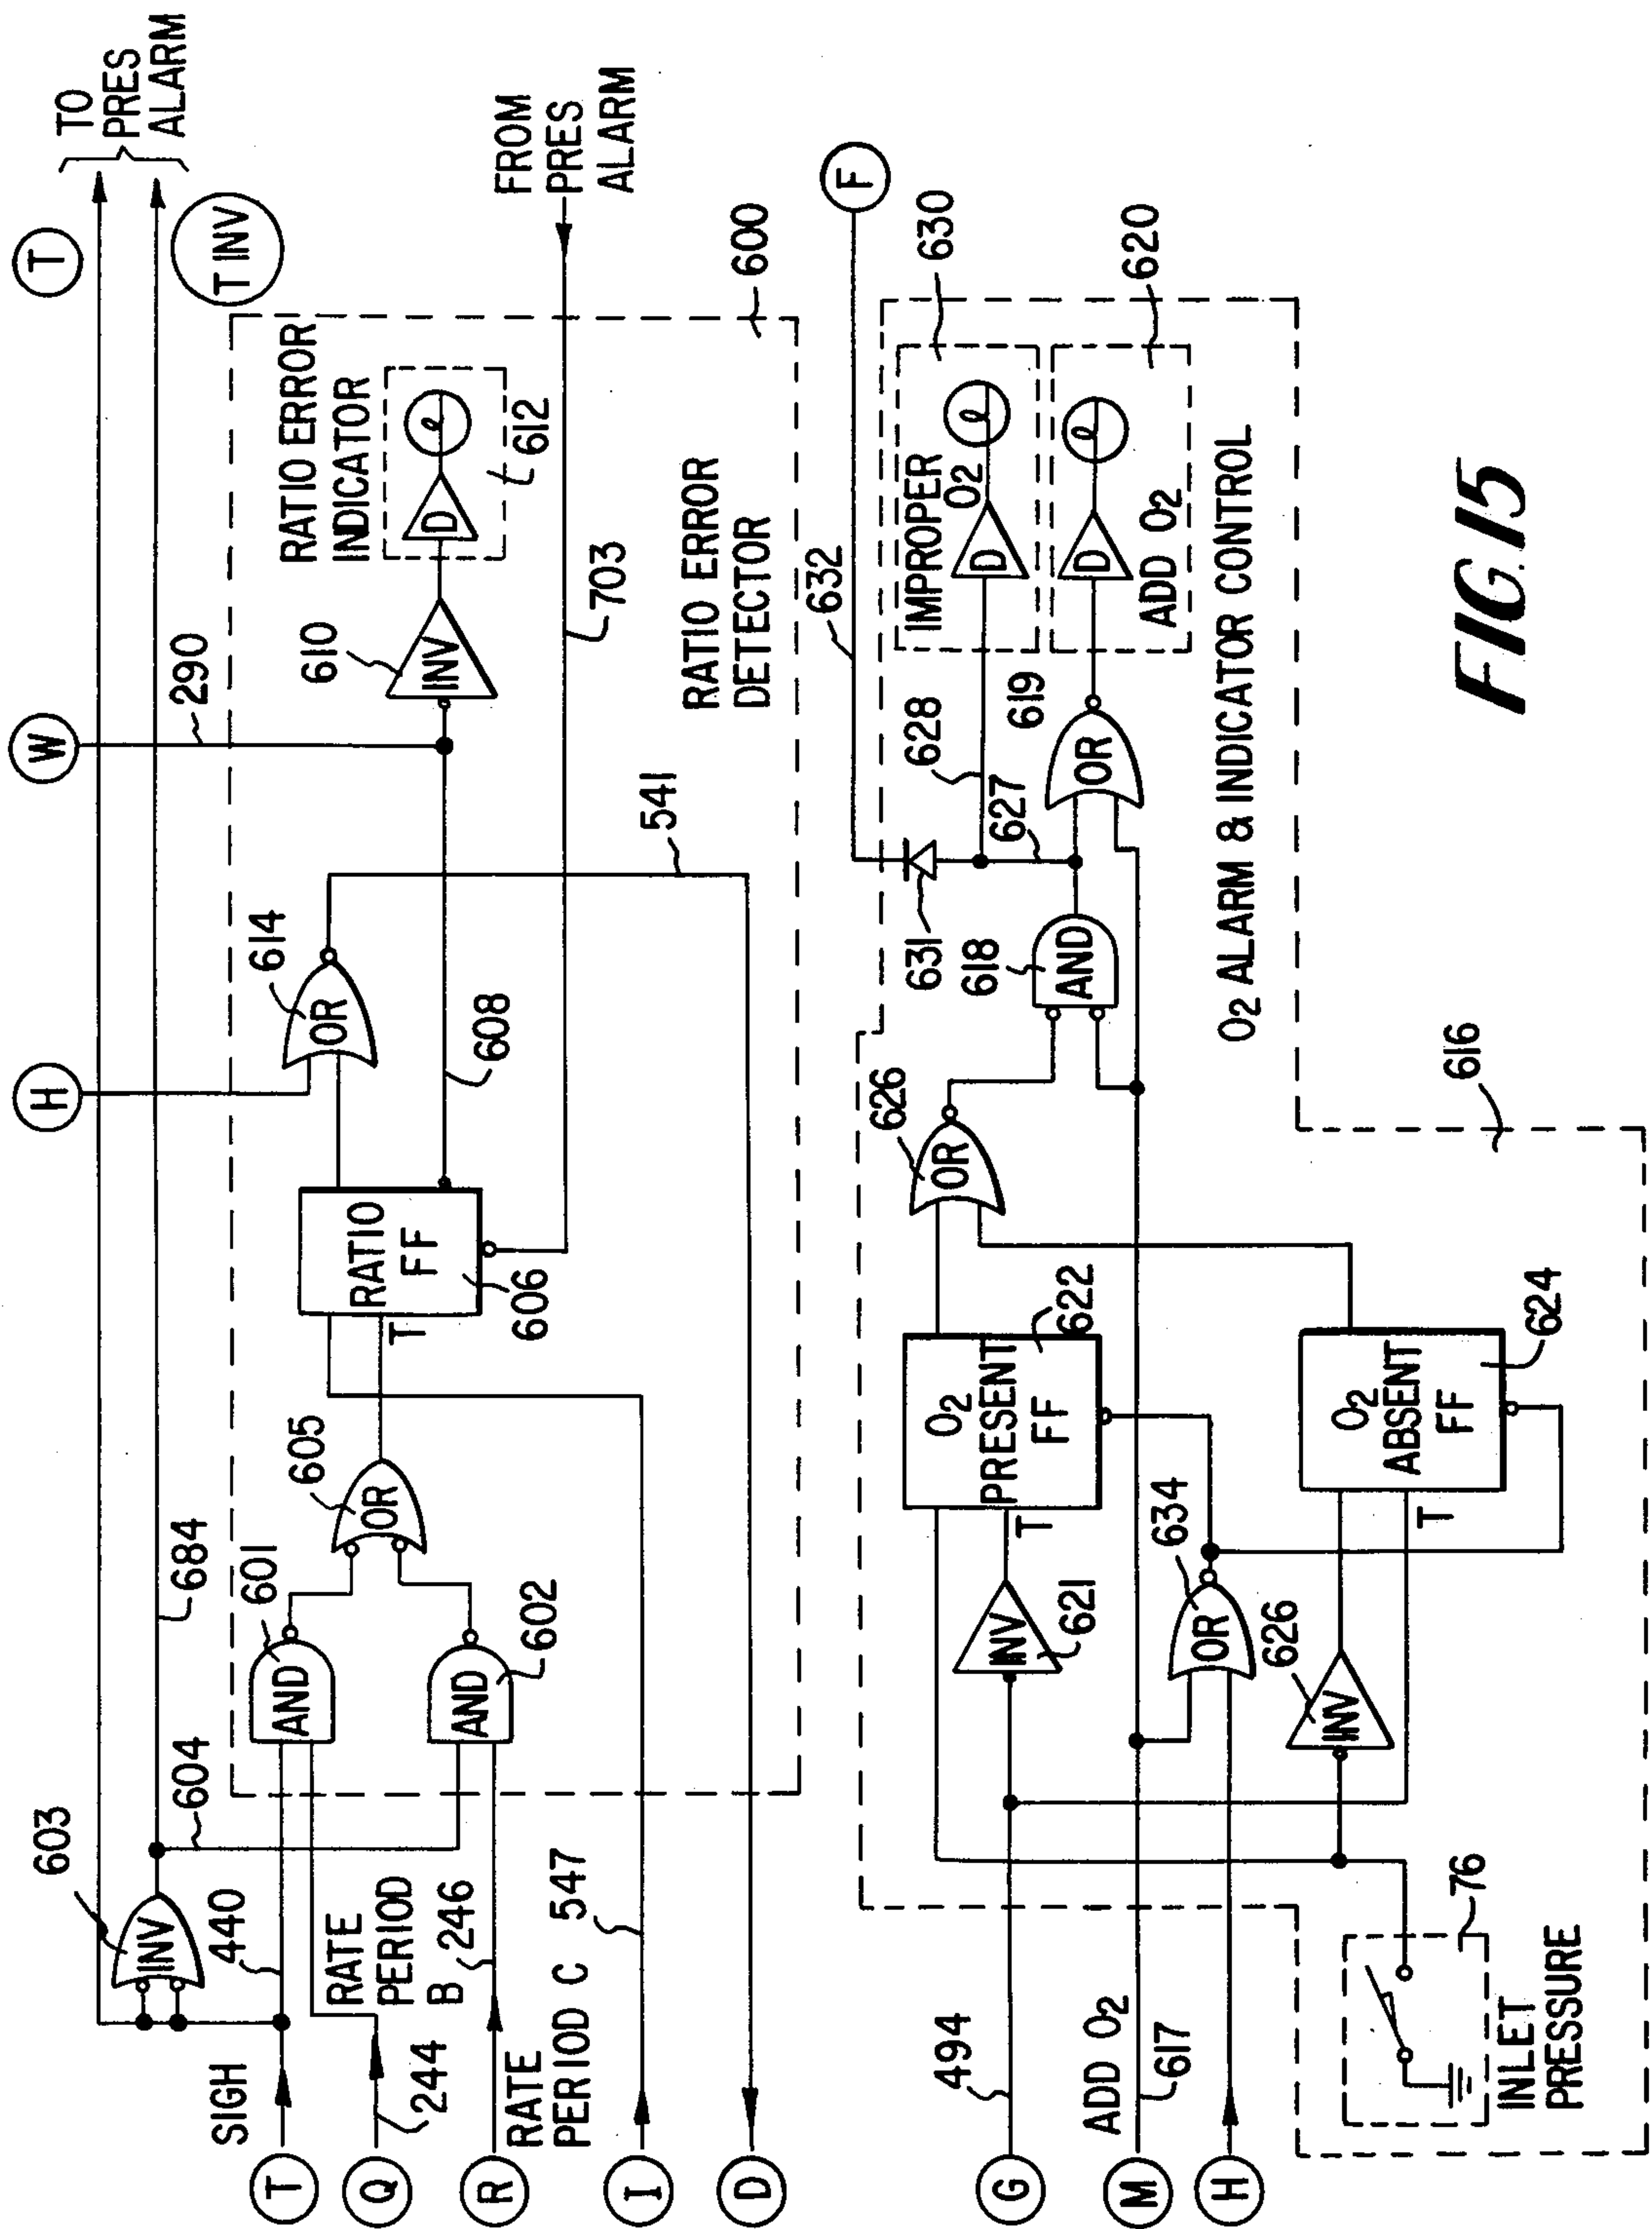 TO
PRES
ALARM
T
T INV
603
INV
684
604
440
SIGH
T
W
290
H
RATIO ERROR
INDICATOR
D
612
610
INV
FROM
PRES
ALARM
703
600
RATIO ERROR
DETECTOR
614
OR
541
608
RATIO
FF
T
606
605
OR
601
AND
602
AND
Q
244
RATE
PERIOD
B
246
R
RATE
PERIOD C
547
I
D
F
632
630
IMPROPER
O2
D
620
D
ADD O2
628
619
OR
627
631
618
AND
O2 ALARM & INDICATOR CONTROL
616
626
OR
O2
PRESENT
FF
T
622
O2
ABSENT
FF
T
624
INV
621
634
OR
626
INV
G
494
ADD O2
617
M
H
76
INLET
PRESSURE
FIG. 15